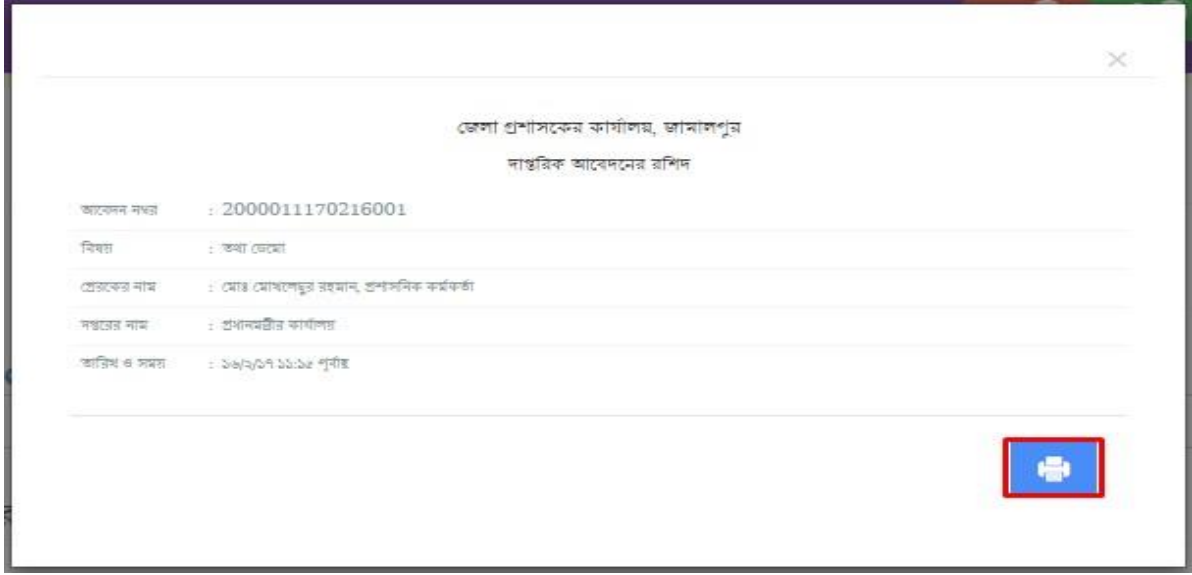 জেলা প্রশাসকের কার্যালয়, জামালপুর
দাপ্তরিক আবেদনের রশিদ
আবেদন নম্বর : 2000011170216001
বিষয় : তথ্য ডেমো
প্রেরকের নাম : মোঃ মোখলেছুর রহমান, প্রশাসনিক কর্মকর্তা
দপ্তরের নাম : প্রধানমন্ত্রীর কার্যালয়
তারিখ ও সময় : ১৬/২/১৭ ১১:১৫ পূর্বাহ্ণ